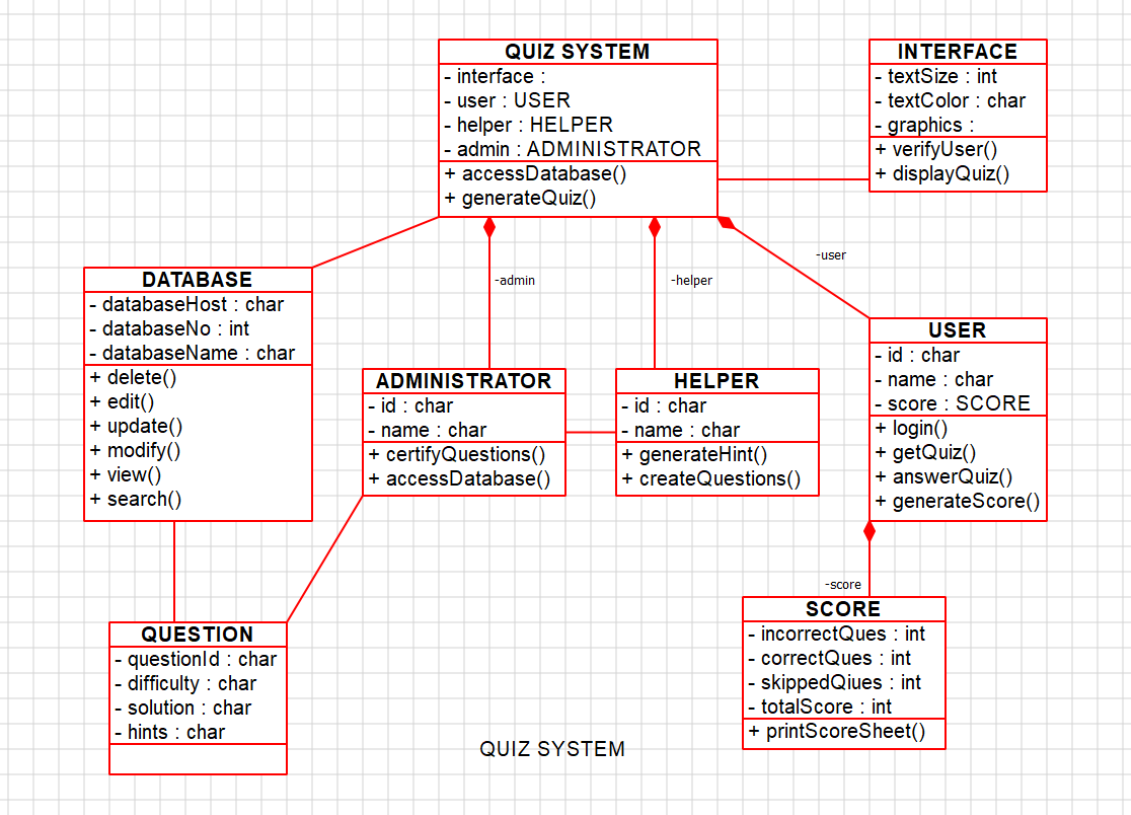 QUIZ SYSTEM
- interface :
- user : USER
- helper : HELPER
- admin : ADMINISTRATOR
+ accessDatabase()
+ generateQuiz()
INTERFACE
- textSize : int
- textColor : char
- graphics :
+ verifyUser()
+ displayQuiz()
-admin
-helper
-user
DATABASE
- databaseHost : char
- databaseNo : int
- databaseName : char
+ delete()
+ edit()
+ update()
+ modify()
+ view()
+ search()
ADMINISTRATOR
- id : char
- name : char
+ certifyQuestions()
+ accessDatabase()
HELPER
- id : char
- name : char
+ generateHint()
+ createQuestions()
USER
- id : char
- name : char
- score : SCORE
+ login()
+ getQuiz()
+ answerQuiz()
+ generateScore()
-score
QUESTION
- questionId : char
- difficulty : char
- solution : char
- hints : char
SCORE
- incorrectQues : int
- correctQues : int
- skippedQiues : int
- totalScore : int
+ printScoreSheet()
QUIZ SYSTEM